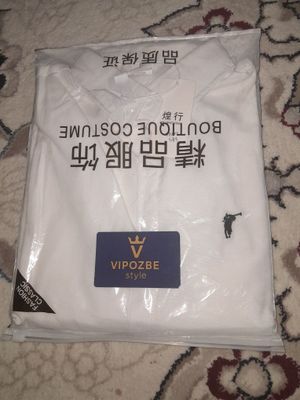 品质保证
精品服饰
BOUTIQUE COSTUME
VIPOZBE
style
FASHION
CLASSIC